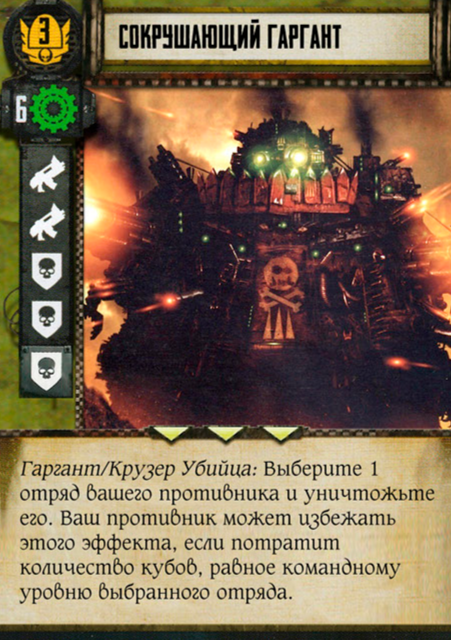 3
СОКРУШАЮЩИЙ ГАРГАНТ
6
Гаргант/Крузер Убийца: Выберите 1
отряд вашего противника и уничтожьте
его. Ваш противник может избежать
этого эффекта, если потратит
количество кубов, равное командному
уровню выбранного отряда.